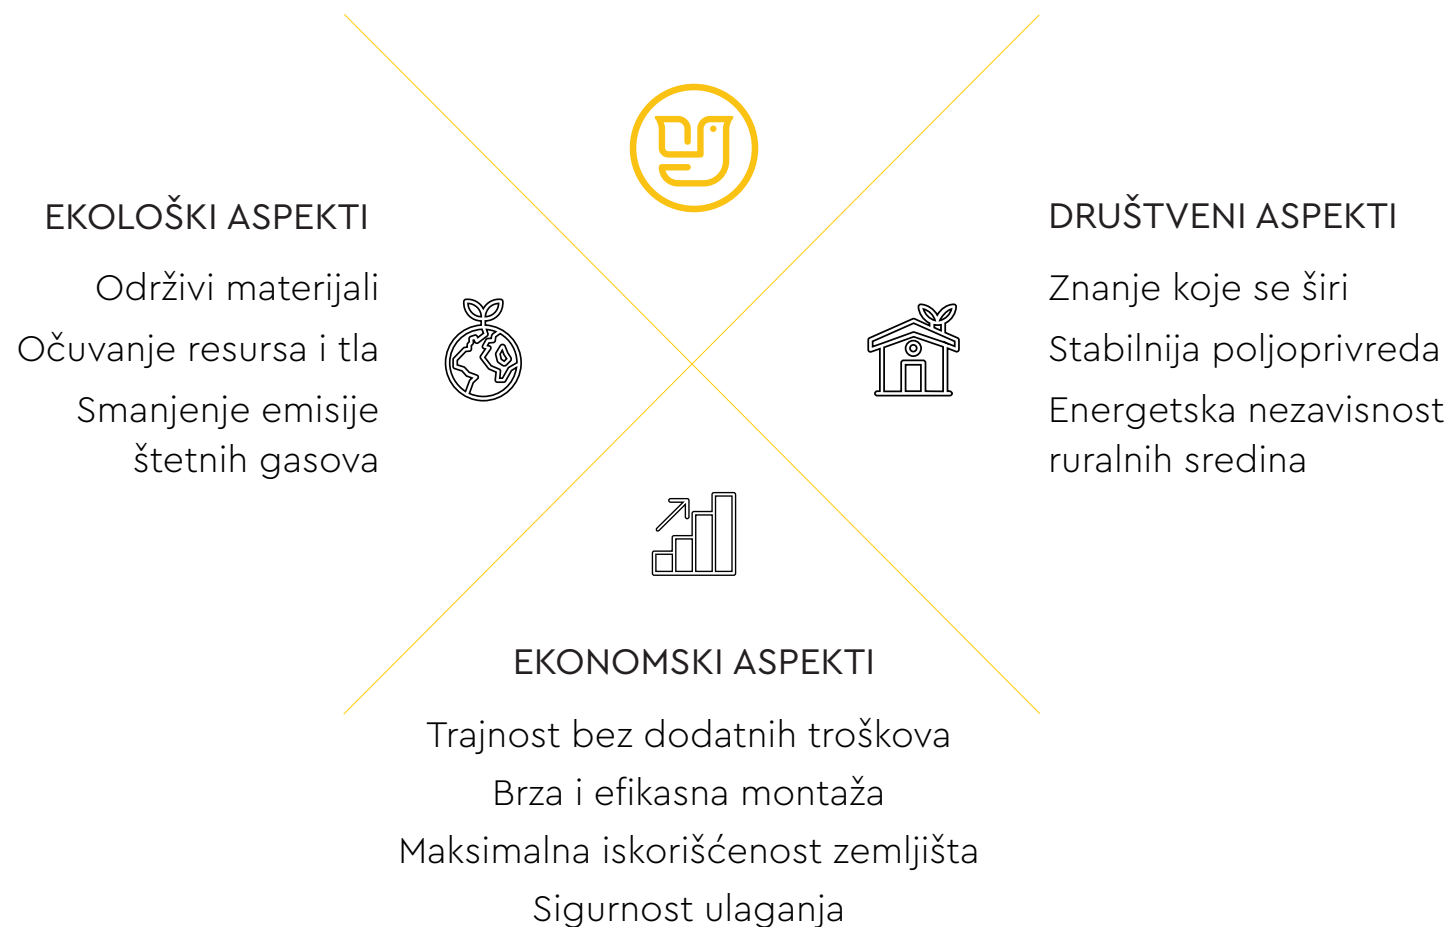 EKOLOŠKI ASPEKTI
Održivi materijali
Očuvanje resursa i tla
Smanjenje emisije
štetnih gasova
DRUŠTVENI ASPEKTI
Znanje koje se širi
Stabilnija poljoprivreda
Energetska nezavisnost
ruralnih sredina
EKONOMSKI ASPEKTI
Trajnost bez dodatnih troškova
Brza i efikasna montaža
Maksimalna iskorišćenost zemljišta
Sigurnost ulaganja